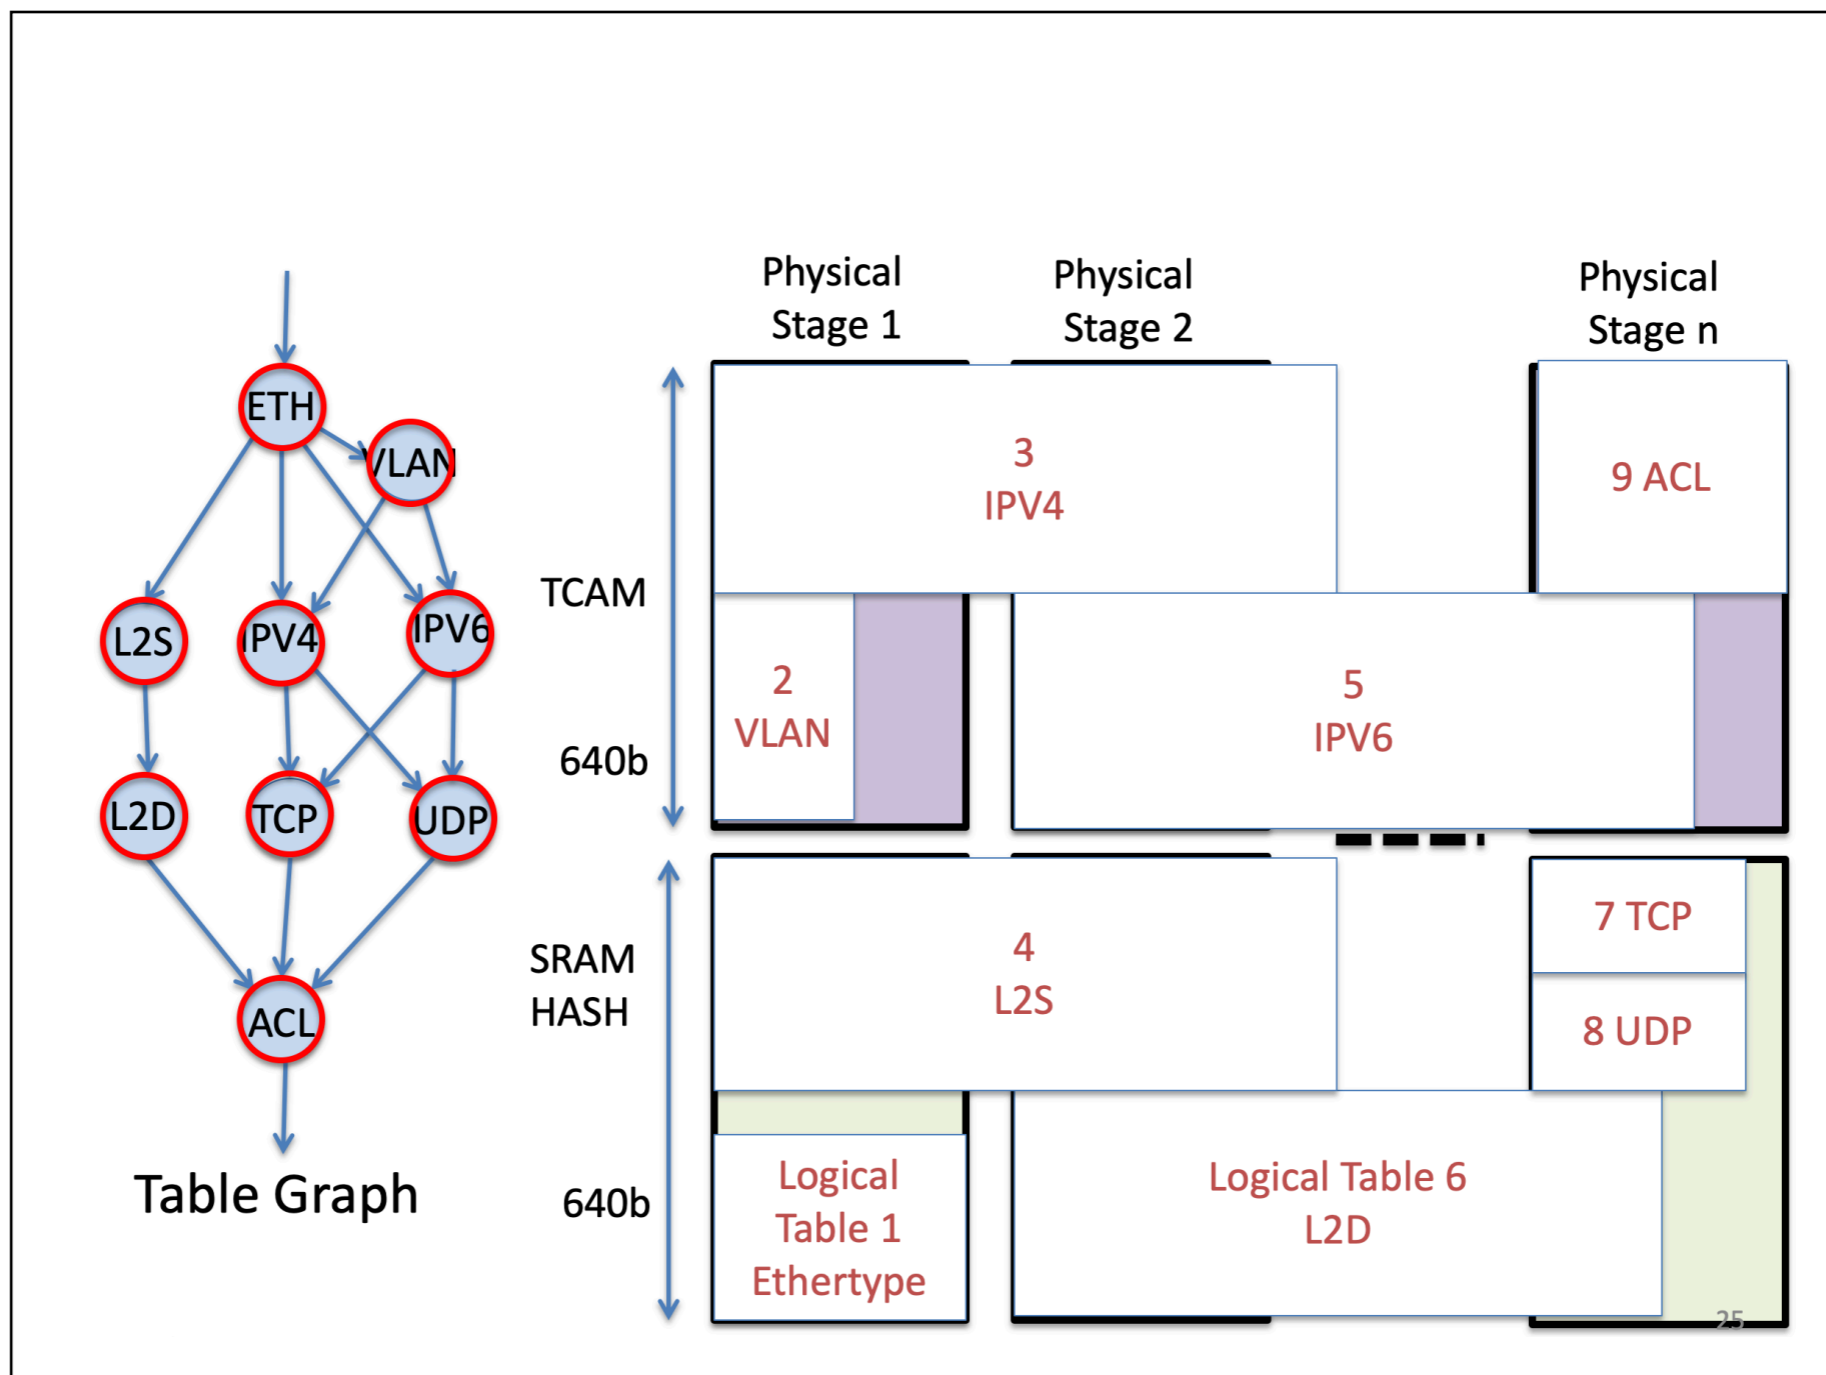 Physical
Stage 1
Physical
Stage 2
Physical
Stage n
ETH
VLAN
L2S
IPV4
IPV6
L2D
TCP
UDP
ACL
Table Graph
TCAM
640b
SRAM
HASH
640b
3
IPV4
9 ACL
2
VLAN
5
IPV6
4
L2S
7 TCP
8 UDP
Logical
Table 1
Ethertype
Logical Table 6
L2D
25